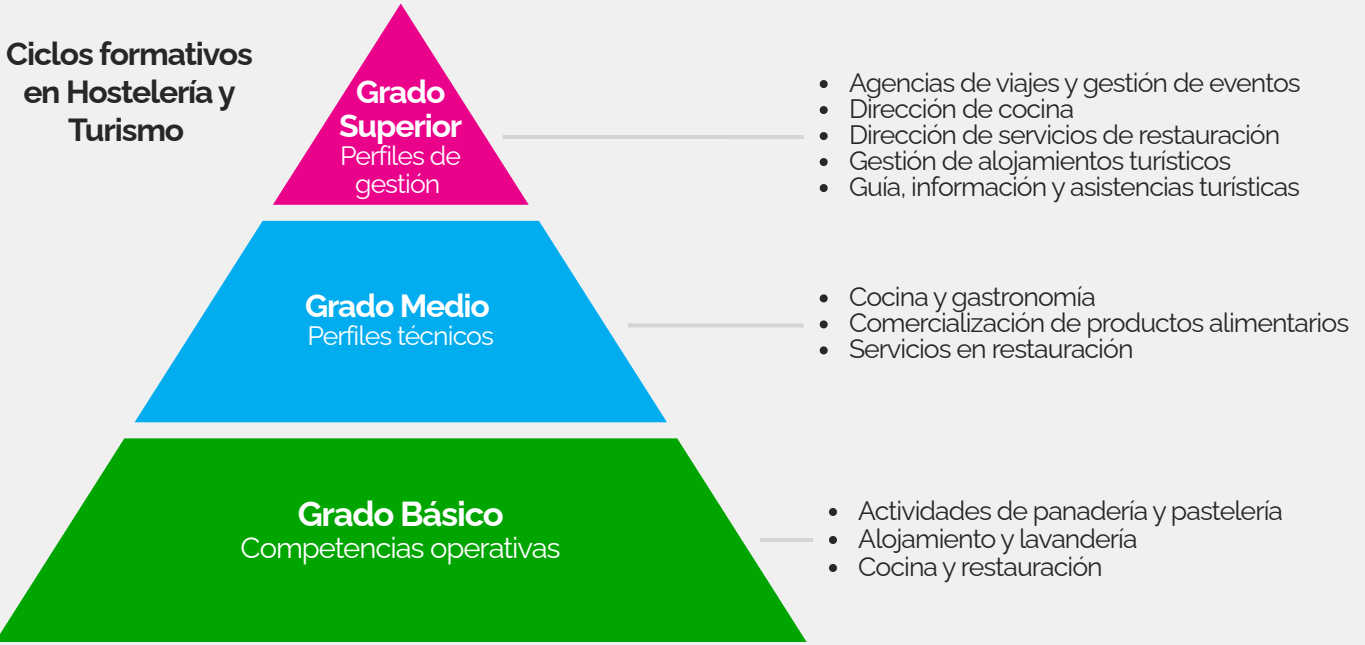 Ciclos formativos
en Hostelería y
Turismo
Grado
Superior
Perfiles de
gestión
• Agencias de viajes y gestión de eventos
• Dirección de cocina
• Dirección de servicios de restauración
• Gestión de alojamientos turísticos
• Guía, información y asistencias turísticas
Grado Medio
Perfiles técnicos
• Cocina y gastronomía
• Comercialización de productos alimentarios
• Servicios en restauración
Grado Básico
Competencias operativas
• Actividades de panadería y pastelería
• Alojamiento y lavandería
• Cocina y restauración